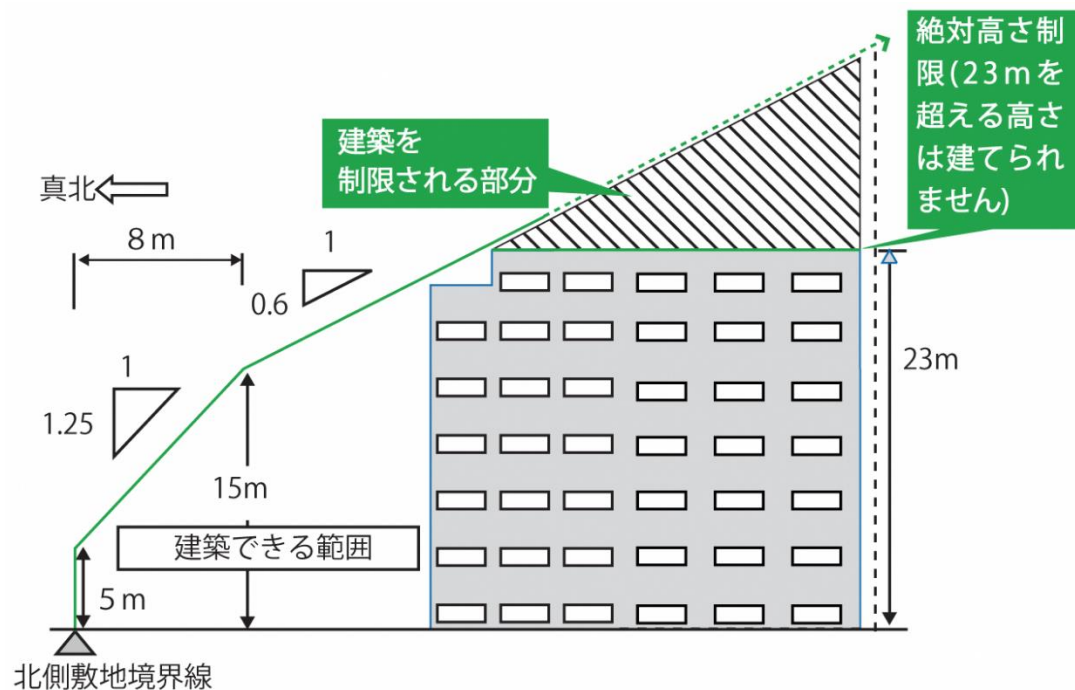 絶対高さ制
限(23mを
超える高さ
は建てられ
ません)
建築を
制限される部分
真北
8m
1
0.6
1
1.25
23m
15m
建築できる範囲
5m
北側敷地境界線